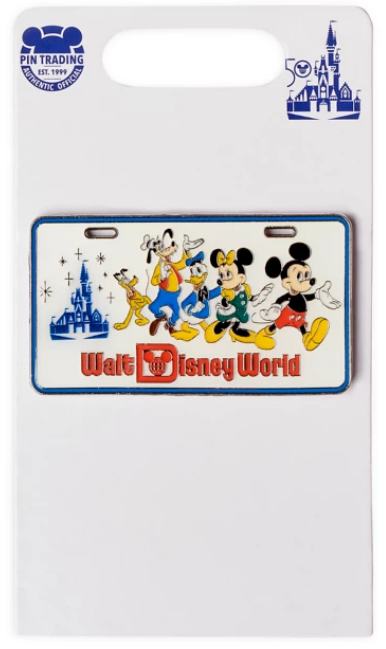 PIN TRADING
EST. 1999
AUTHENTIC OFFICIAL
50
Walt Disney World